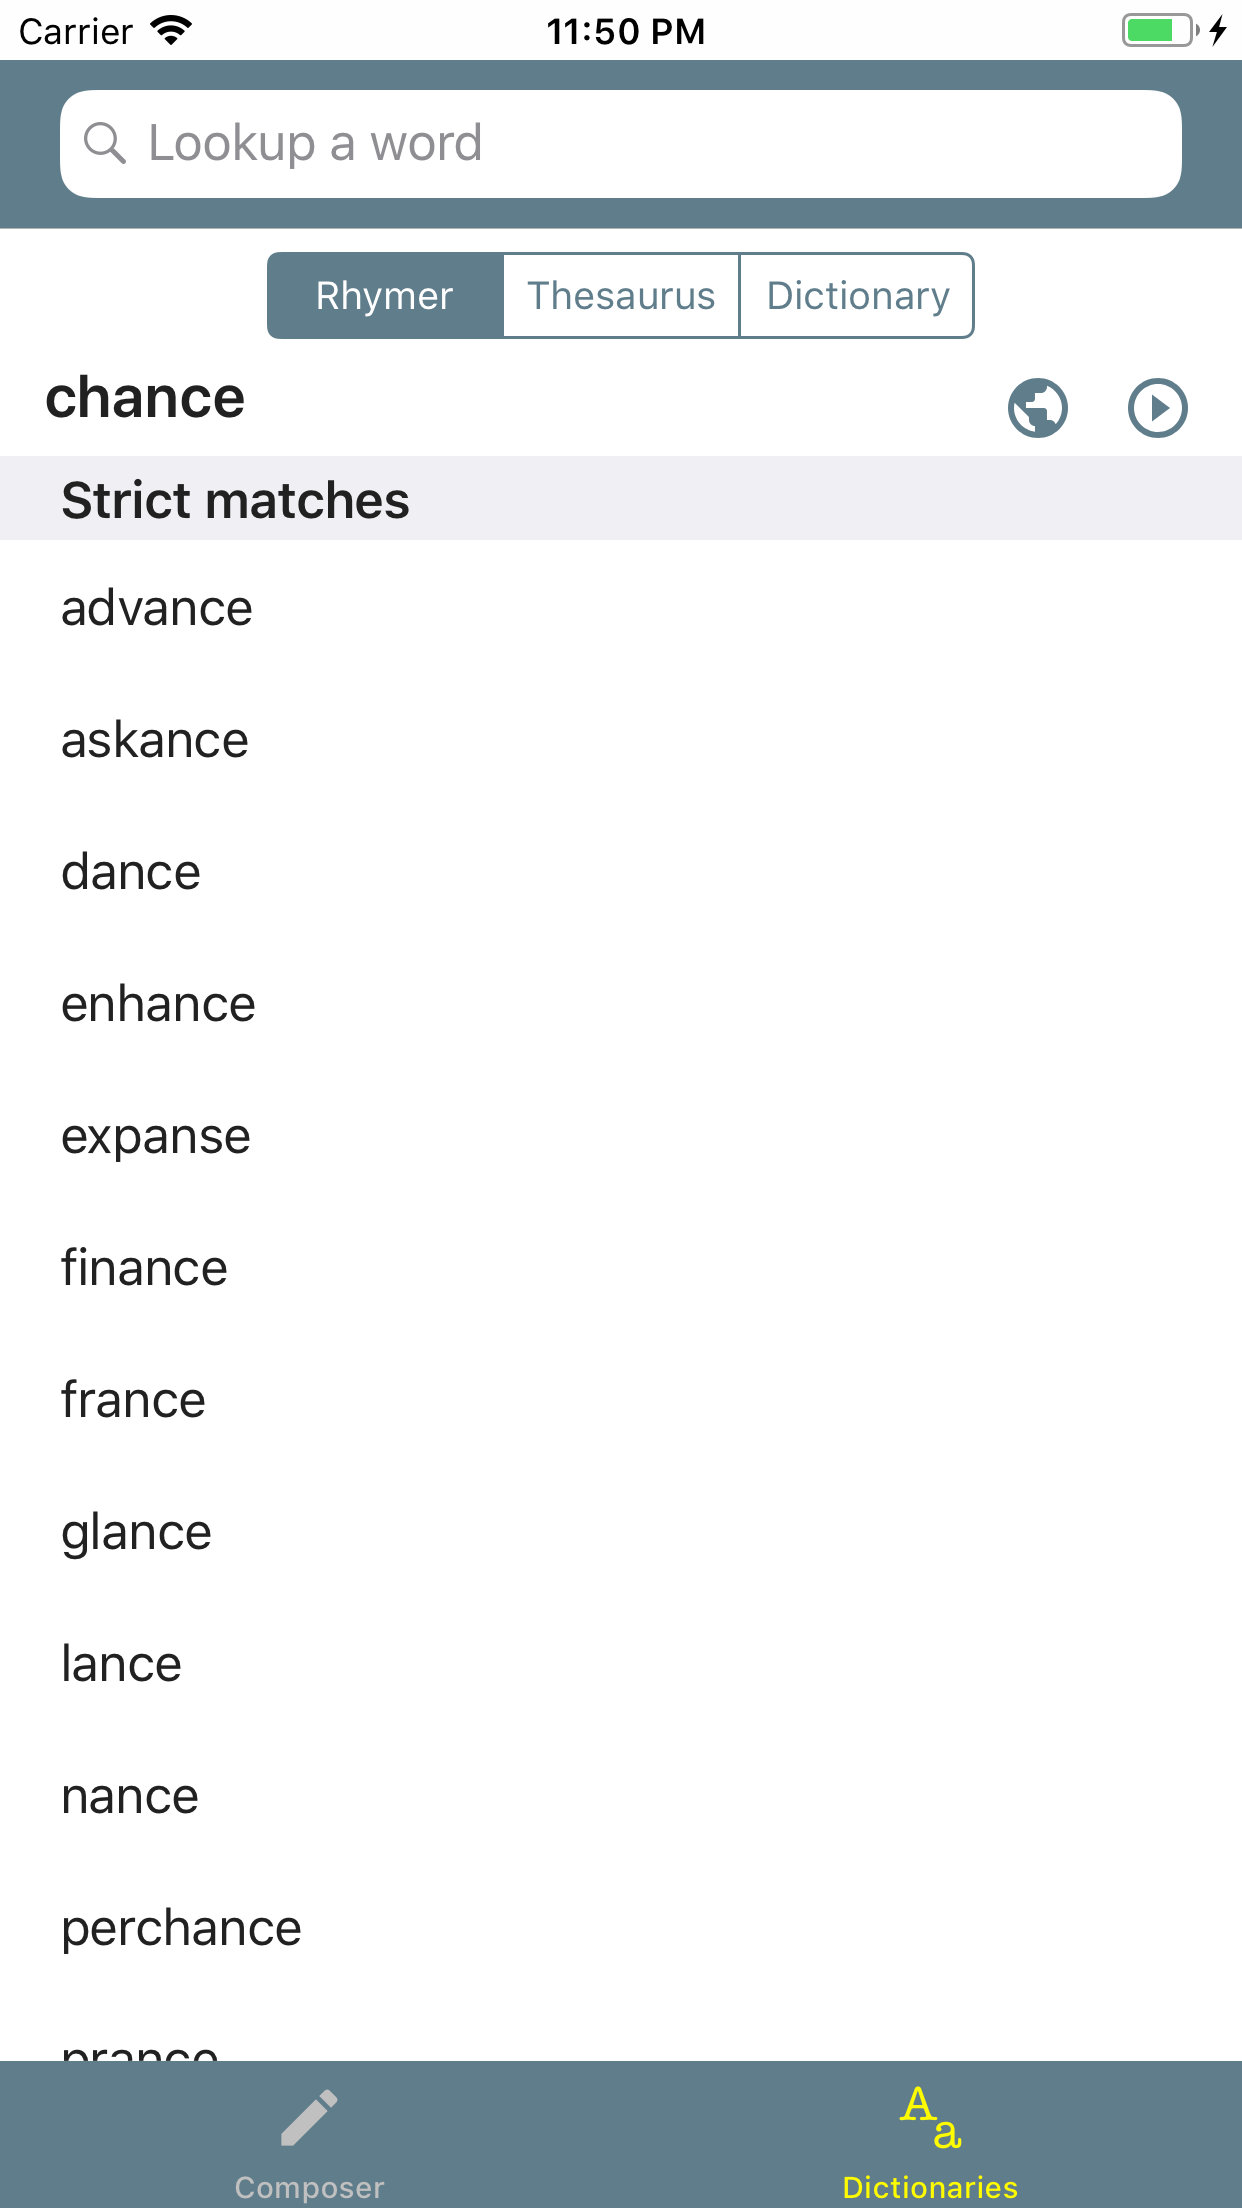 Carrier 11:50 PM
Lookup a word
Rhymer Thesaurus Dictionary
chance
Strict matches
advance
askance
dance
enhance
expanse
finance
france
glance
lance
nance
perchance
prance
Aa
Composer Dictionaries